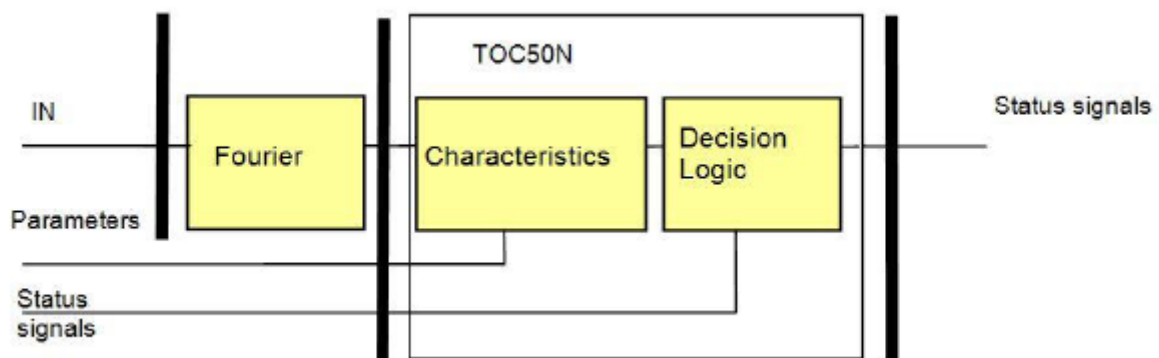 TOC50N
IN
Status signals
Fourier
Characteristics
Decision
Logic
Parameters
Status
signals